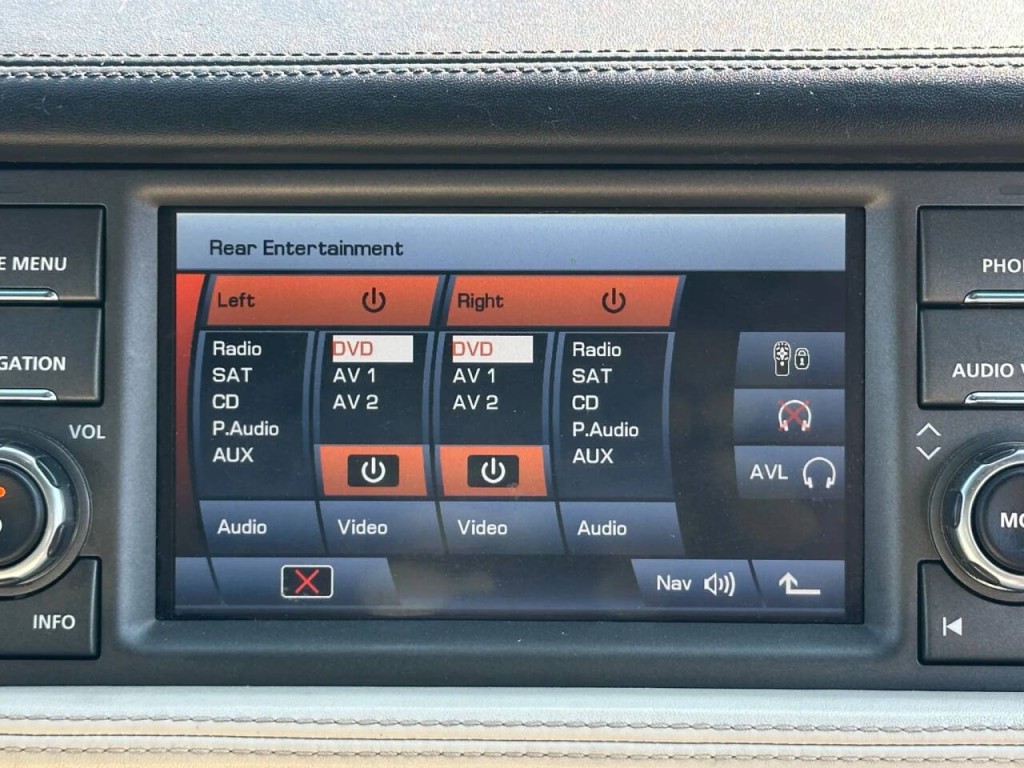 Rear Entertainment
Left
Right
Radio
SAT
CD
P.Audio
AUX
DVD
AV 1
AV 2
DVD
AV 1
AV 2
Radio
SAT
CD
P.Audio
AUX
AVL
Audio
Video
Video
Audio
Nav
E MENU
GATION
VOL
INFO
PHO
AUDIO V
MO